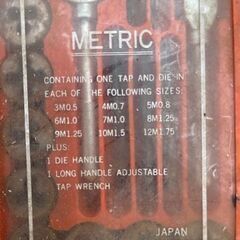 METRIC
CONTAINING ONE TAP AND DIE IN
EACH OF THE FOLLOWING SIZES:
3M0.5 4M0.7 5M0.8
6M1.0 7M1.0 8M1.25
9M1.25 10M1.5 12M1.75
PLUS:
1 DIE HANDLE
1 LONG HANDLE ADJUSTABLE
TAP WRENCH
JAPAN